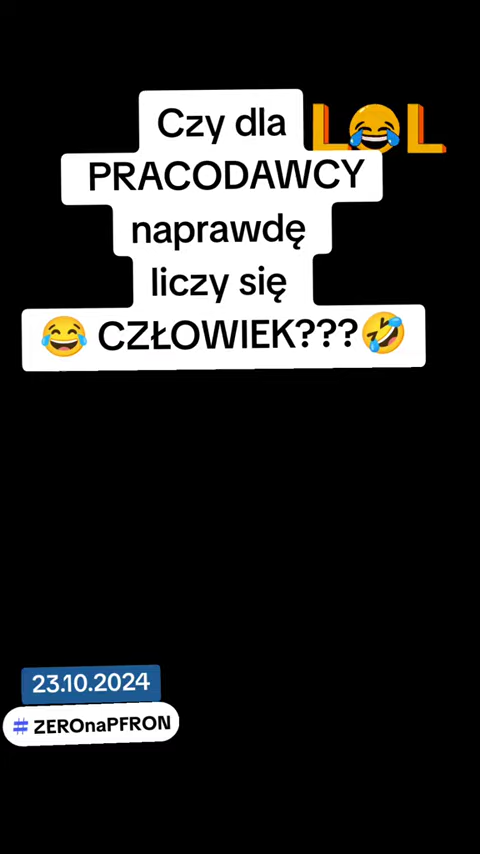 Czy dla
LOL
PRACODAWCY
naprawdę
liczy się
😂 CZŁOWIEK???🤣
23.10.2024
# ZEROnaPFRON